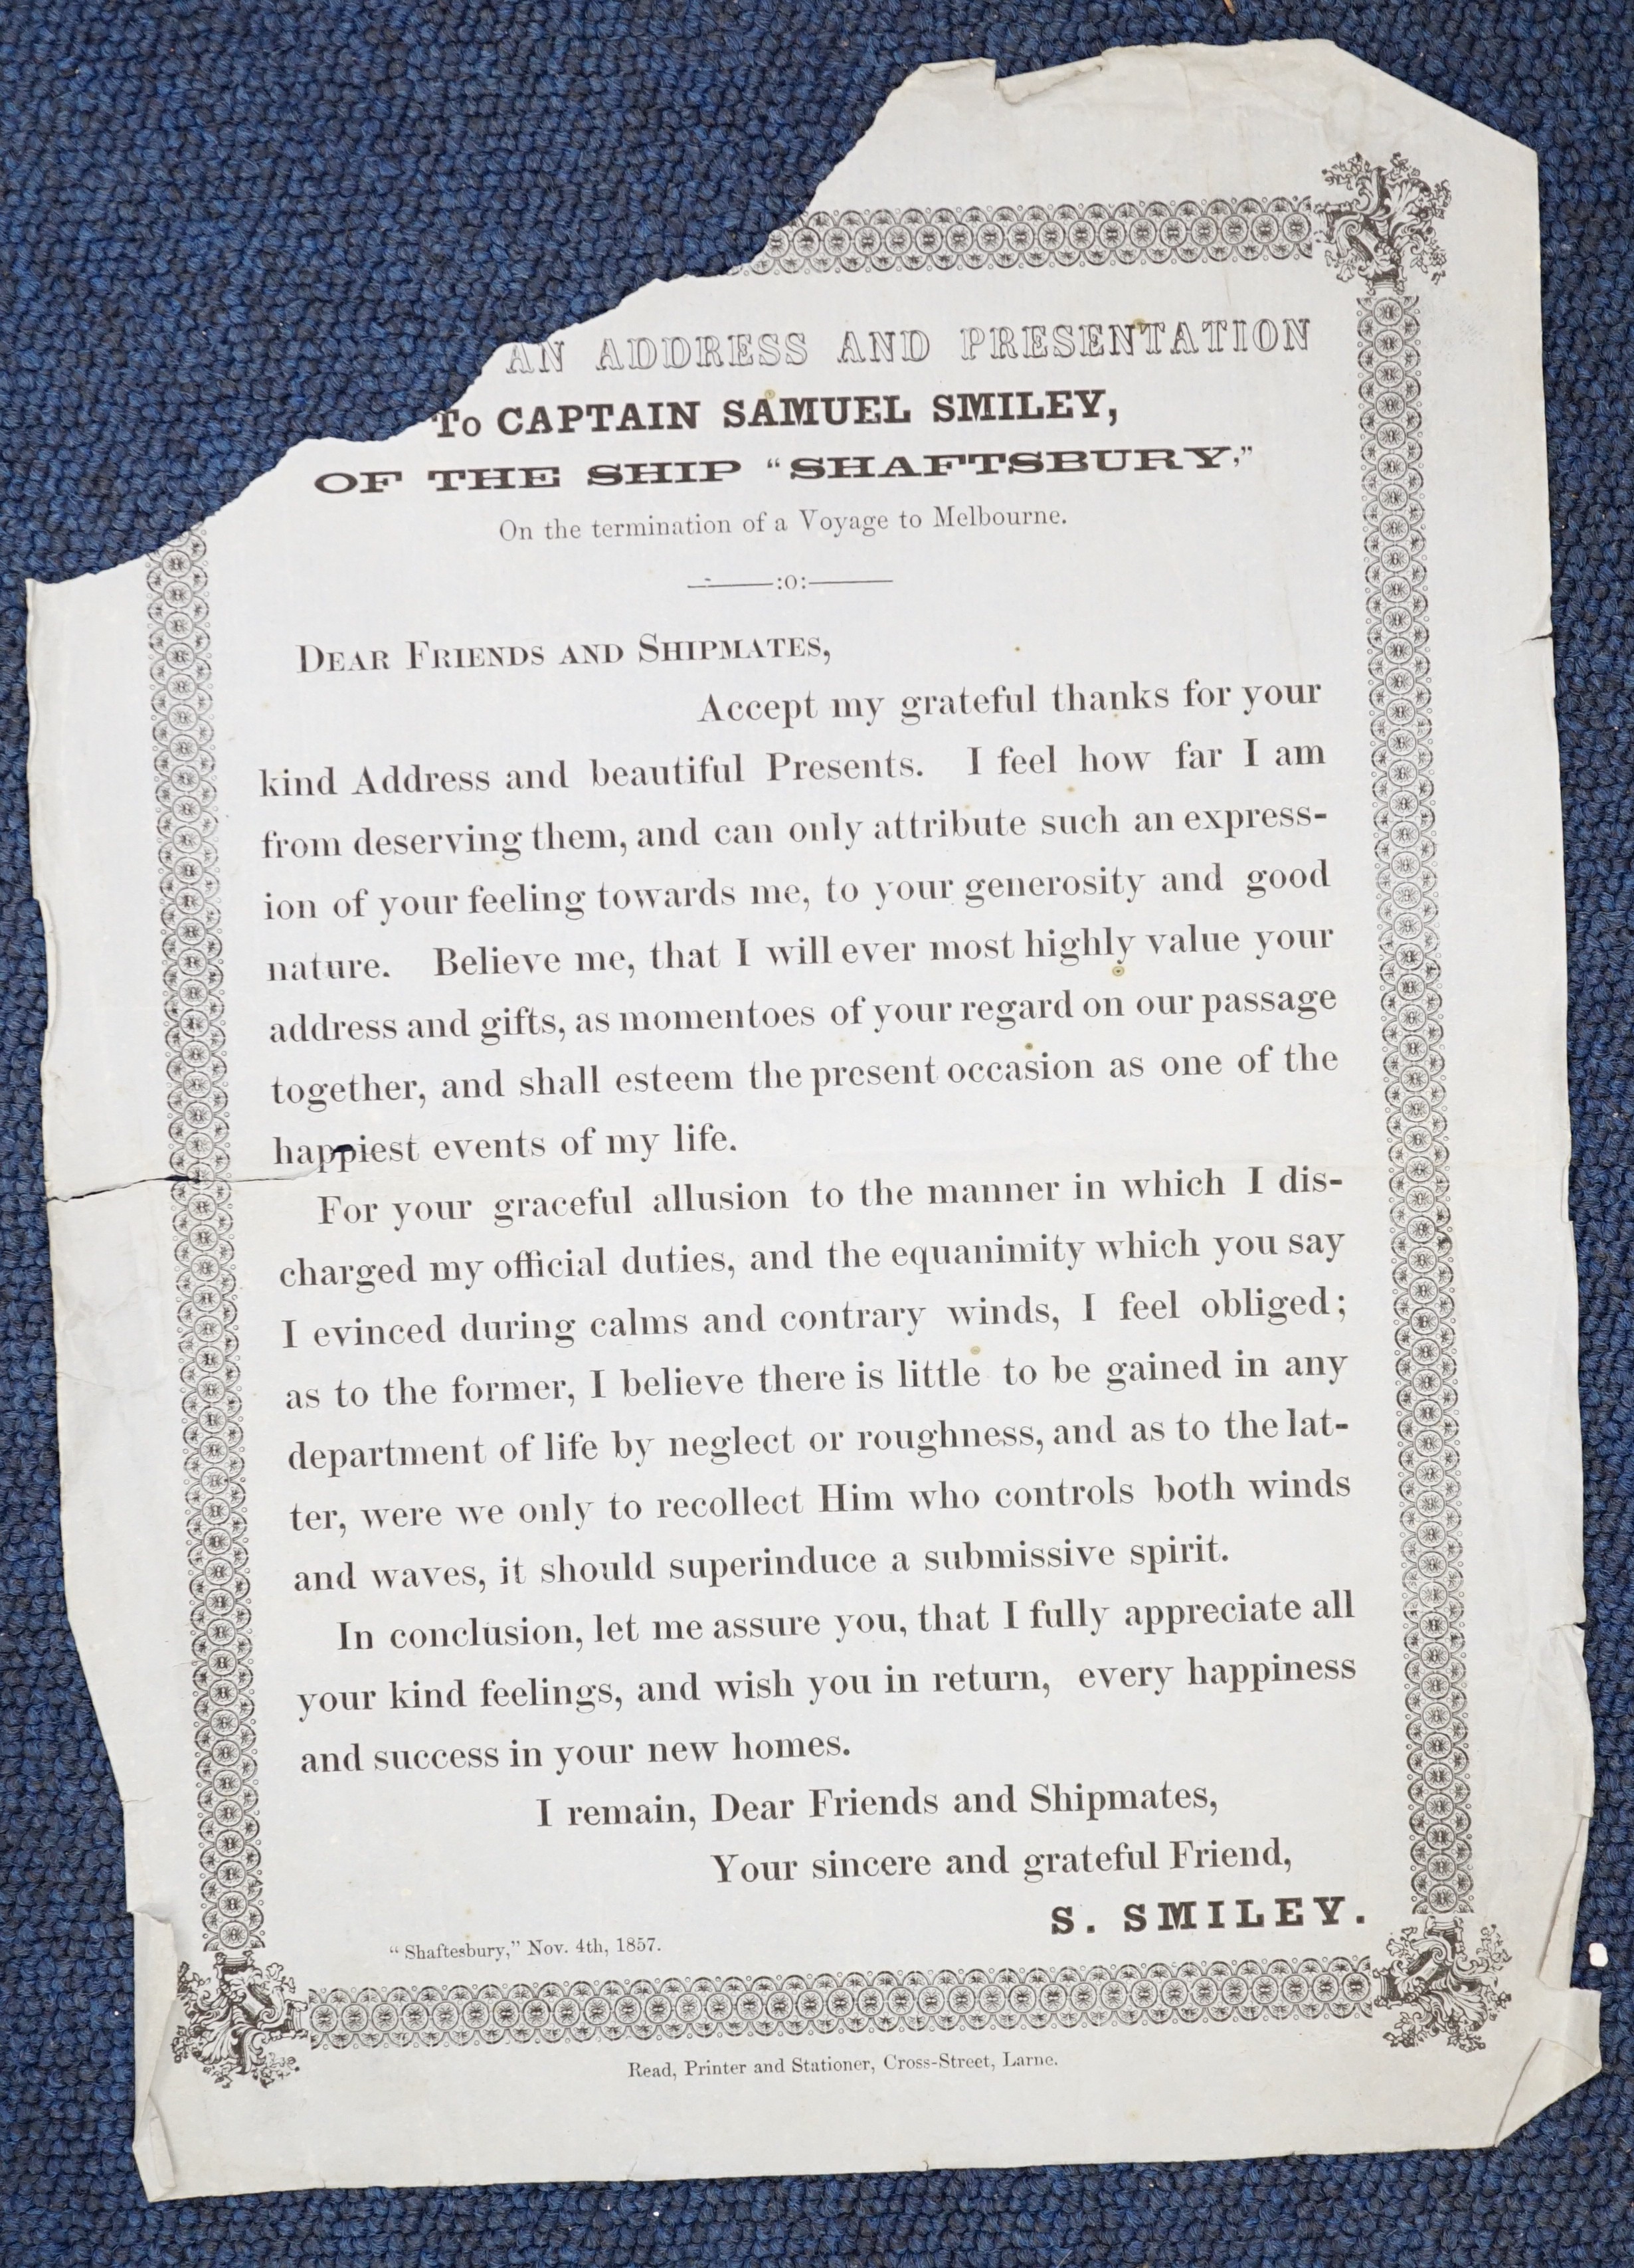 AN ADDRESS AND PRESENTATION
To CAPTAIN SAMUEL SMILEY,
OF THE SHIP “SHAFTSBURY,”
On the termination of a Voyage to Melbourne.
:o:
DEAR FRIENDS AND SHIPMATES,
Accept my grateful thanks for your
kind Address and beautiful Presents. I feel how far I am
from deserving them, and can only attribute such an express-
ion of your feeling towards me, to your generosity and good
nature. Believe me, that I will ever most highly value your
address and gifts, as momentoes of your regard on our passage
together, and shall esteem the present occasion as one of the
happiest events of my life.
For your graceful allusion to the manner in which I dis-
charged my official duties, and the equanimity which you say
I evinced during calms and contrary winds, I feel obliged;
as to the former, I believe there is little to be gained in any
department of life by neglect or roughness, and as to the lat-
ter, were we only to recollect Him who controls both winds
and waves, it should superinduce a submissive spirit.
In conclusion, let me assure you, that I fully appreciate all
your kind feelings, and wish you in return, every happiness
and success in your new homes.
I remain, Dear Friends and Shipmates,
Your sincere and grateful Friend,
S. SMILEY.
“Shaftesbury,” Nov. 4th, 1857.
Read, Printer and Stationer, Cross-Street, Larne.